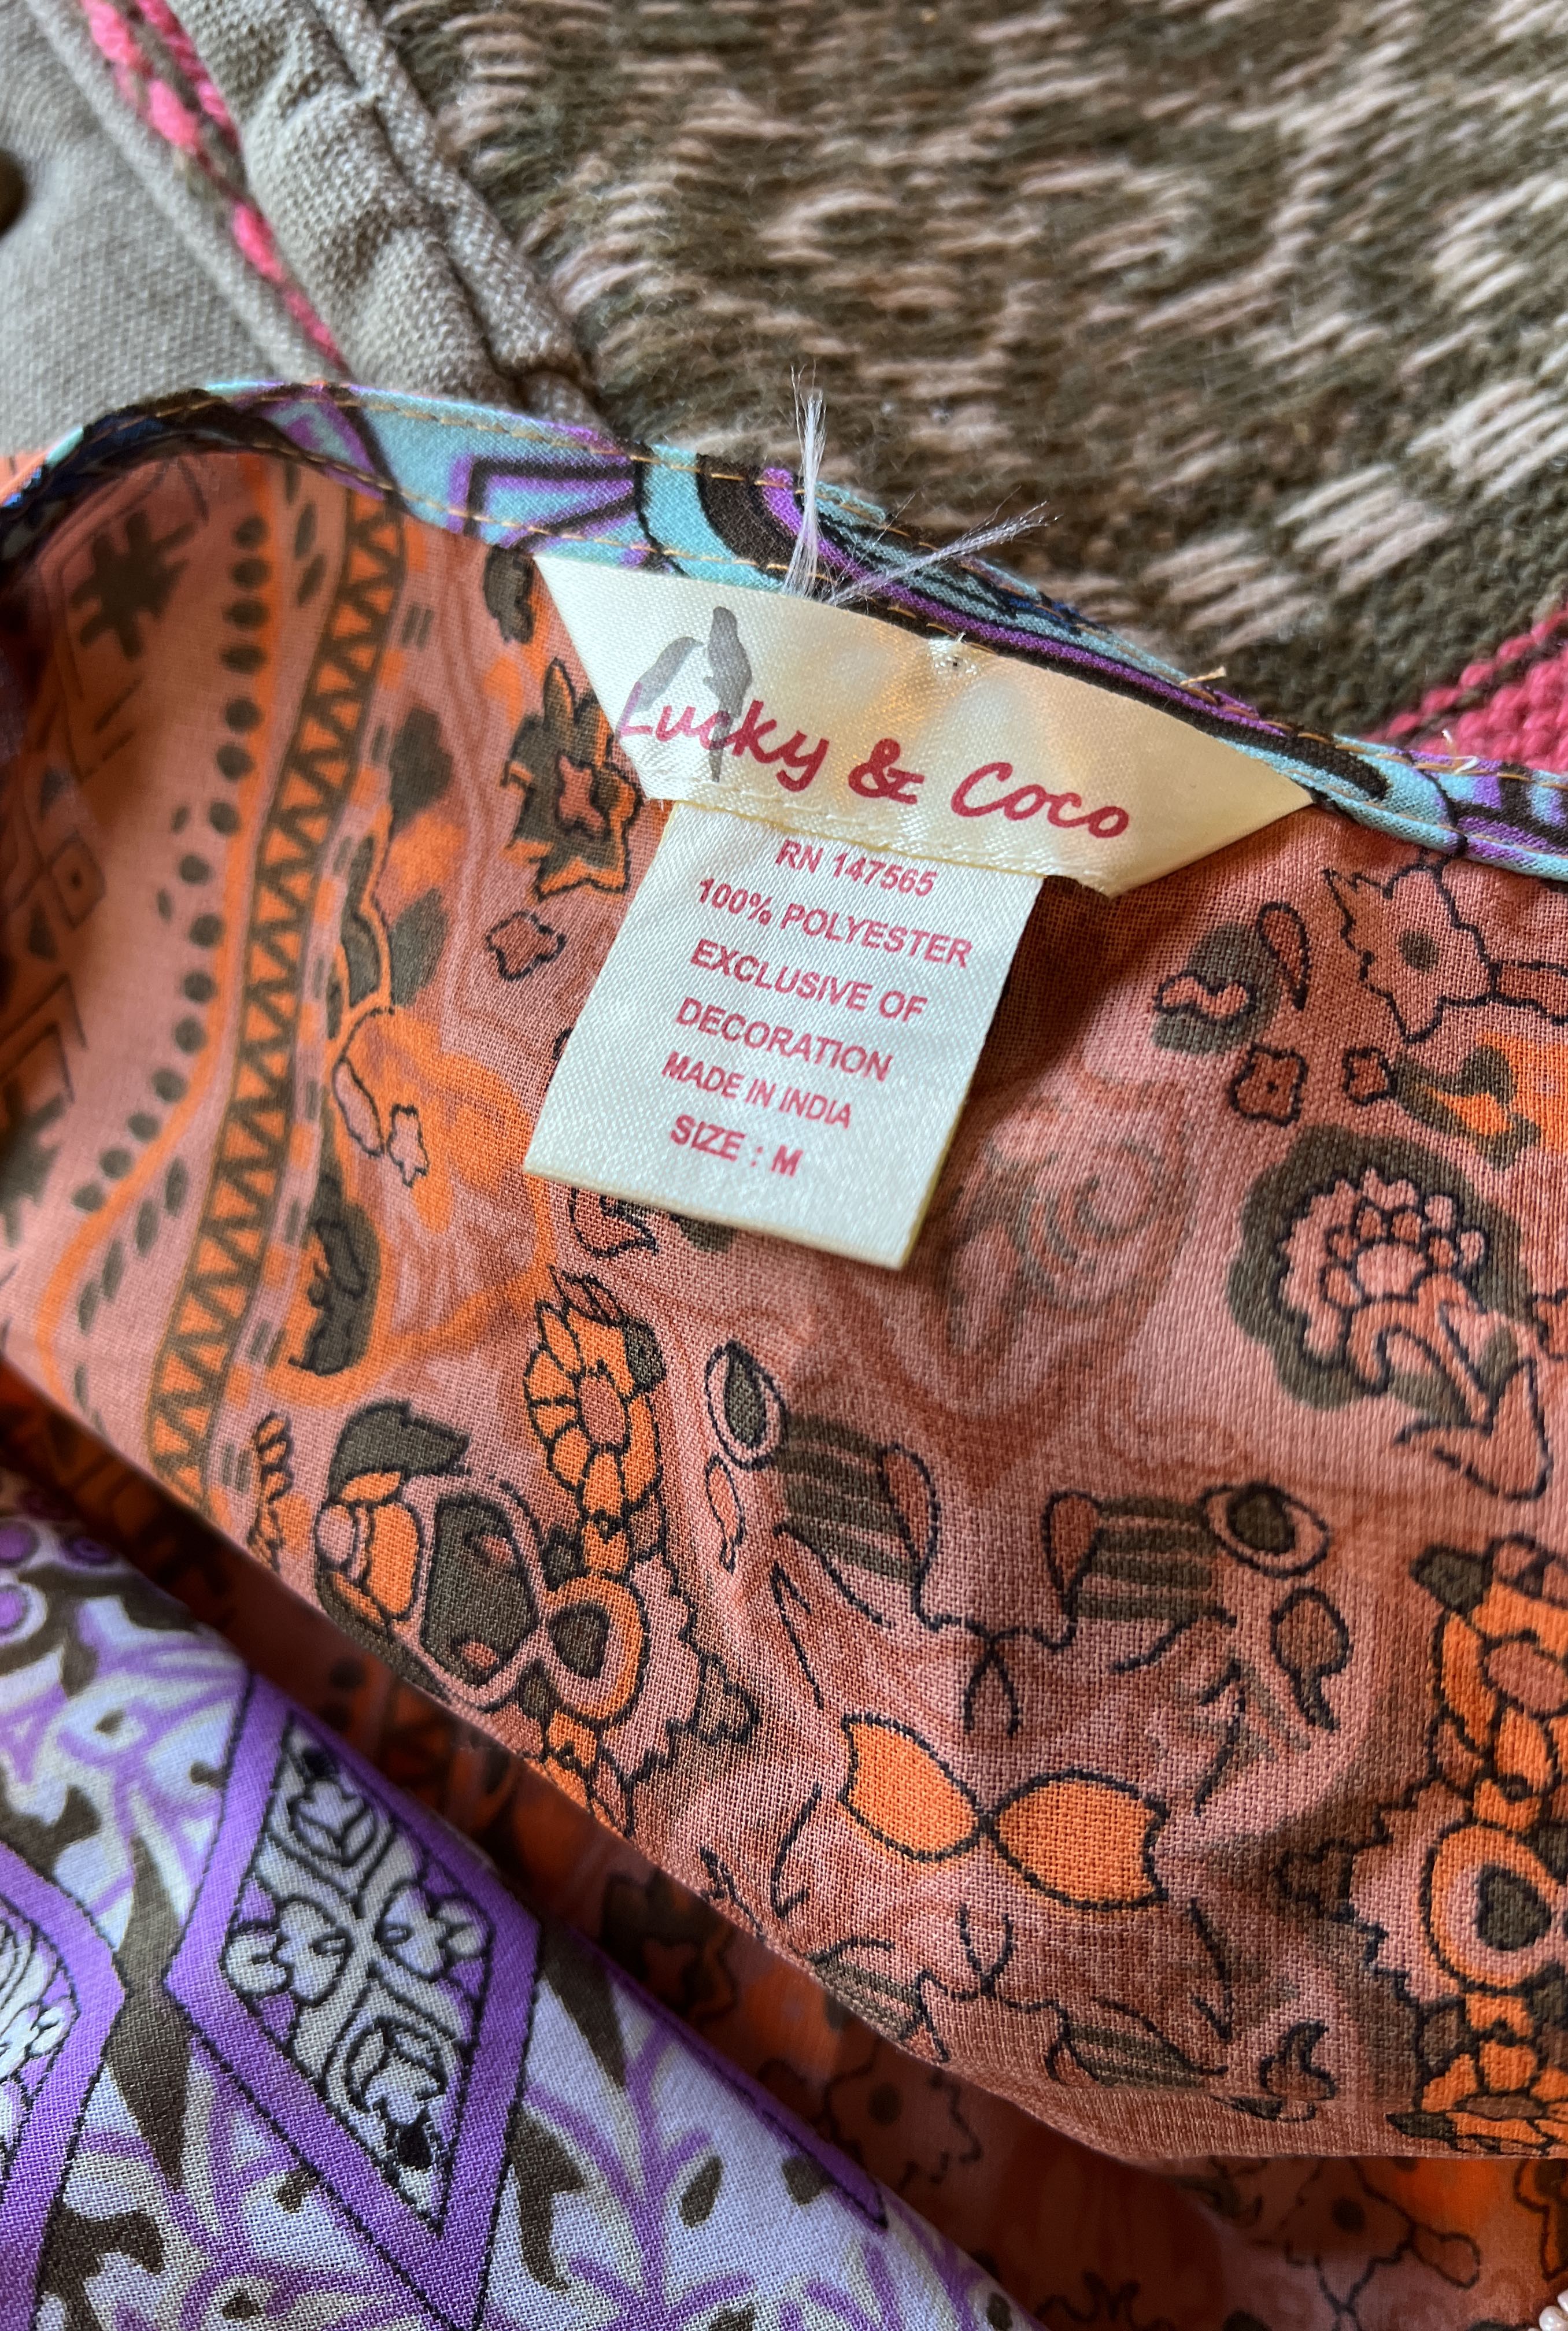 Lucky & Coco
RN 147565
100% POLYESTER
EXCLUSIVE OF
DECORATION
MADE IN INDIA
SIZE : M